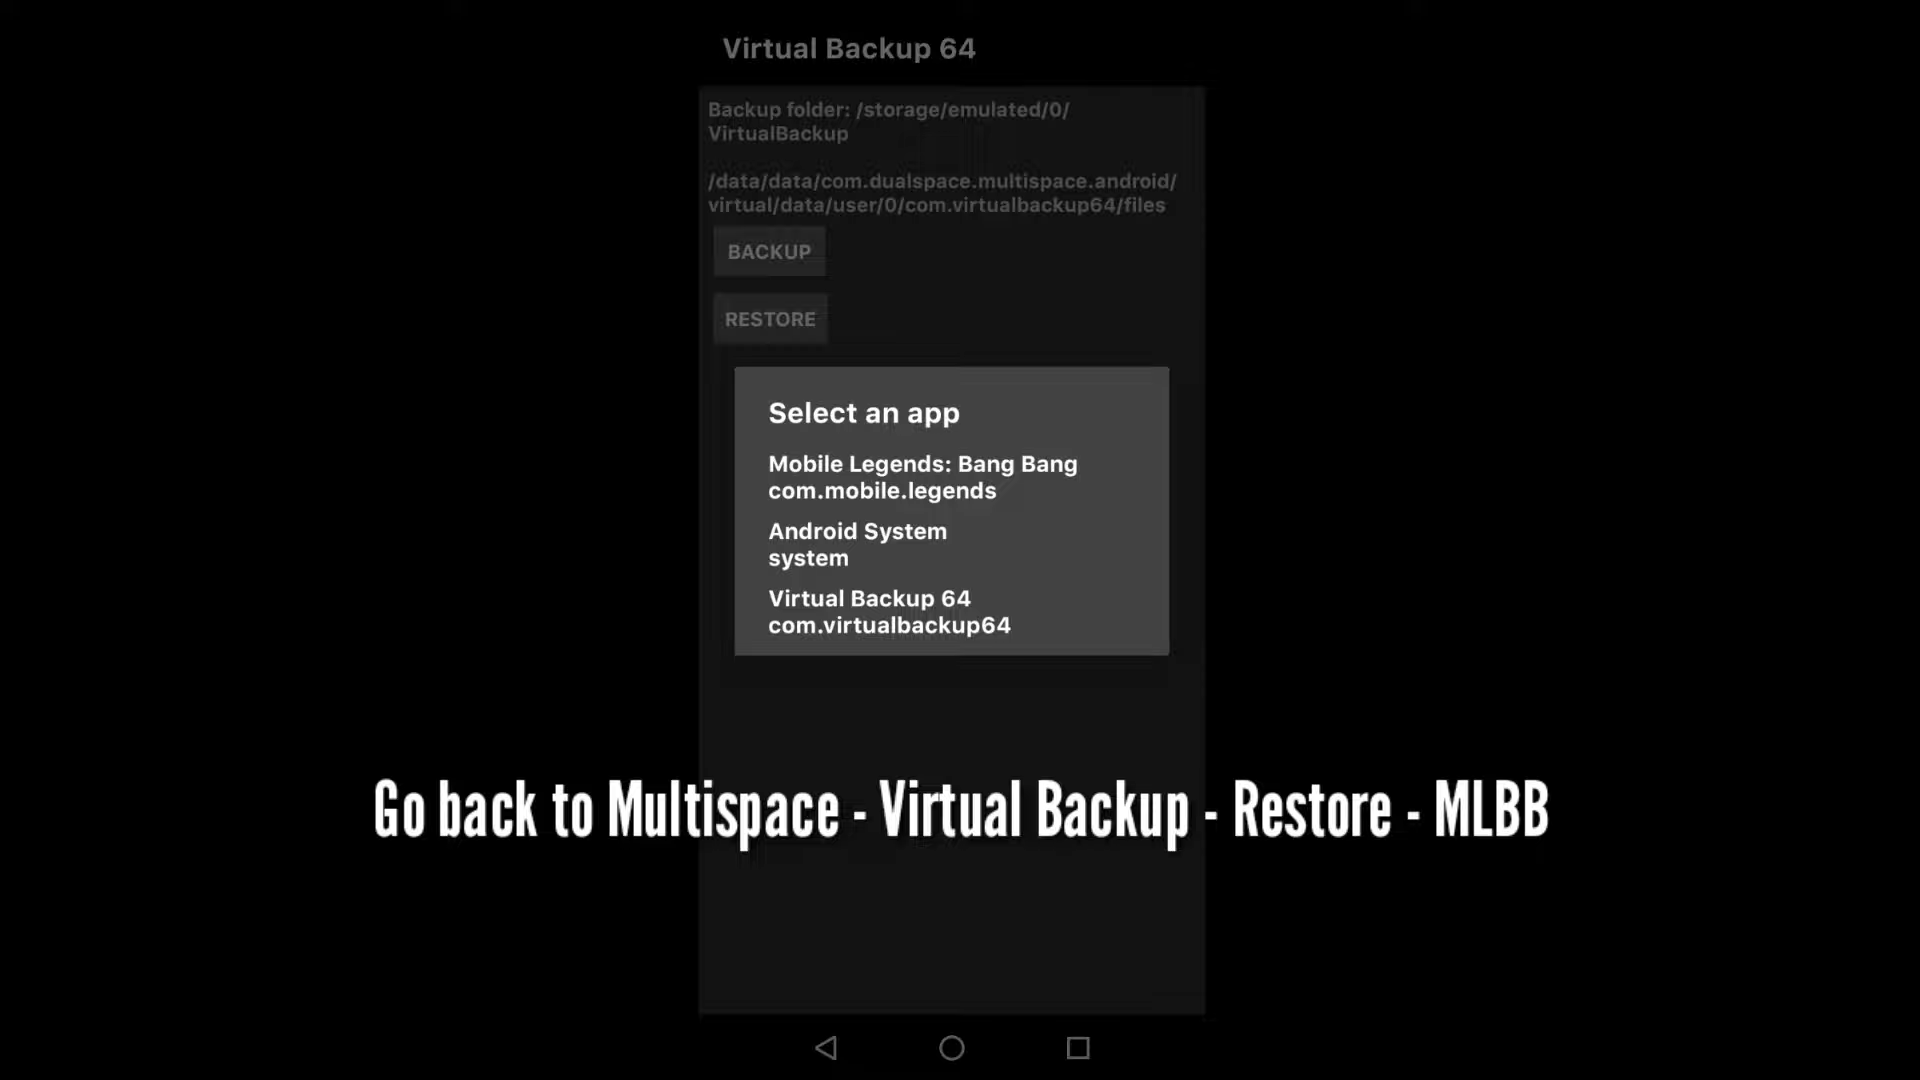 Virtual Backup 64
Backup folder: /storage/emulated/0/
VirtualBackup
/data/data/com.dualspace.multispace.android/
virtual/data/user/0/com.virtualbackup64/files
BACKUP
RESTORE
Select an app
Mobile Legends: Bang Bang
com.mobile.legends
Android System
system
Virtual Backup 64
com.virtualbackup64
Go back to Multispace - Virtual Backup - Restore - MLBB